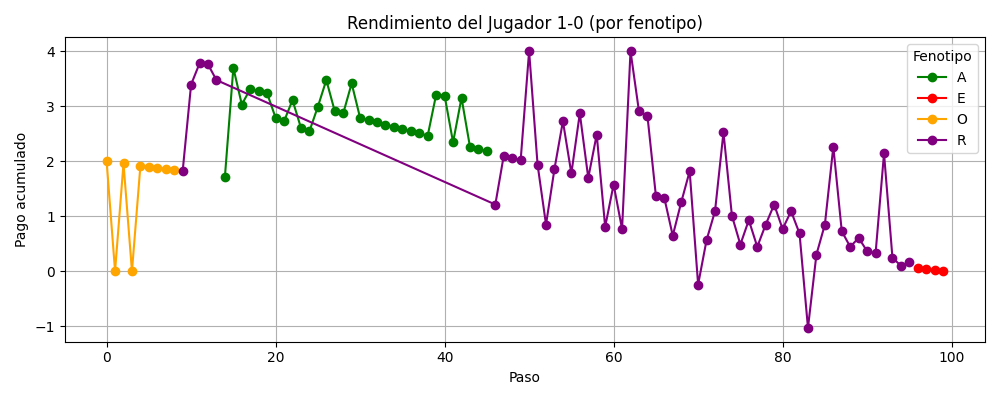 Rendimiento del Jugador 1-0 (por fenotipo)
Pago acumulado
4
3
2
1
0
−1
0 20 40 60 80 100
Paso
Fenotipo
A
E
O
R